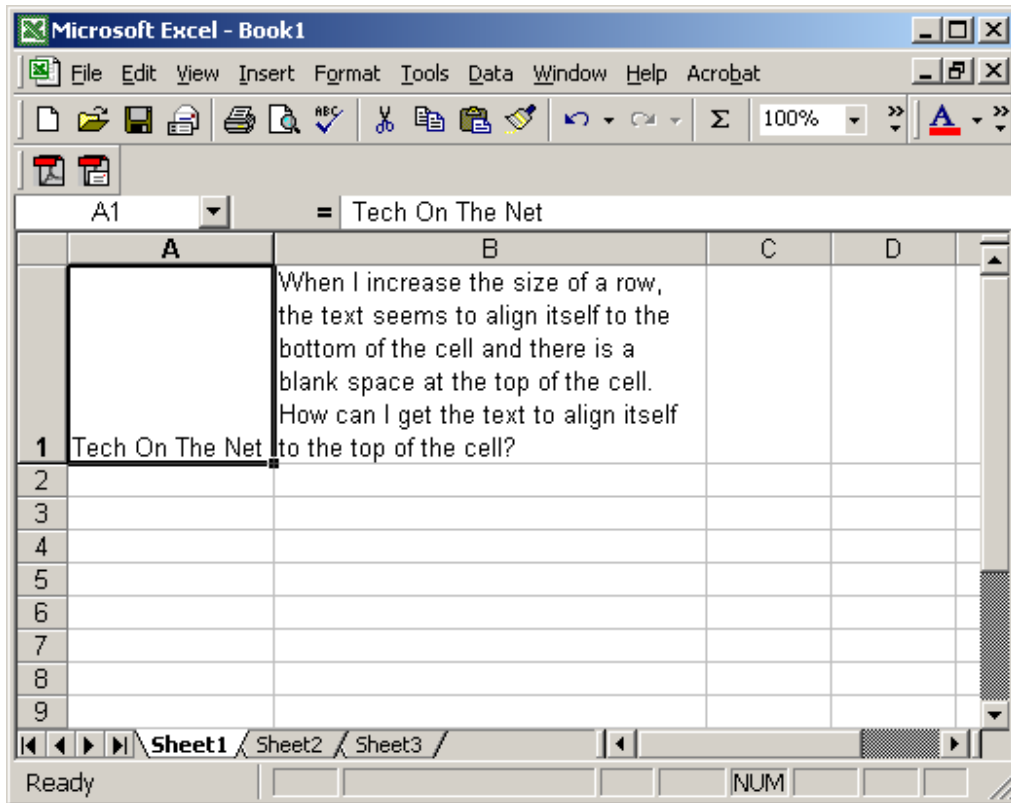 Microsoft Excel - Book1
File Edit View Insert Format Tools Data Window Help Acrobat
ABC Σ 100% A
A1 = Tech On The Net
A B C D
When I increase the size of a row,
the text seems to align itself to the
bottom of the cell and there is a
blank space at the top of the cell.
How can I get the text to align itself
1 Tech On The Net to the top of the cell?
2
3
4
5
6
7
8
9
Sheet1 Sheet2 Sheet3
Ready NUM